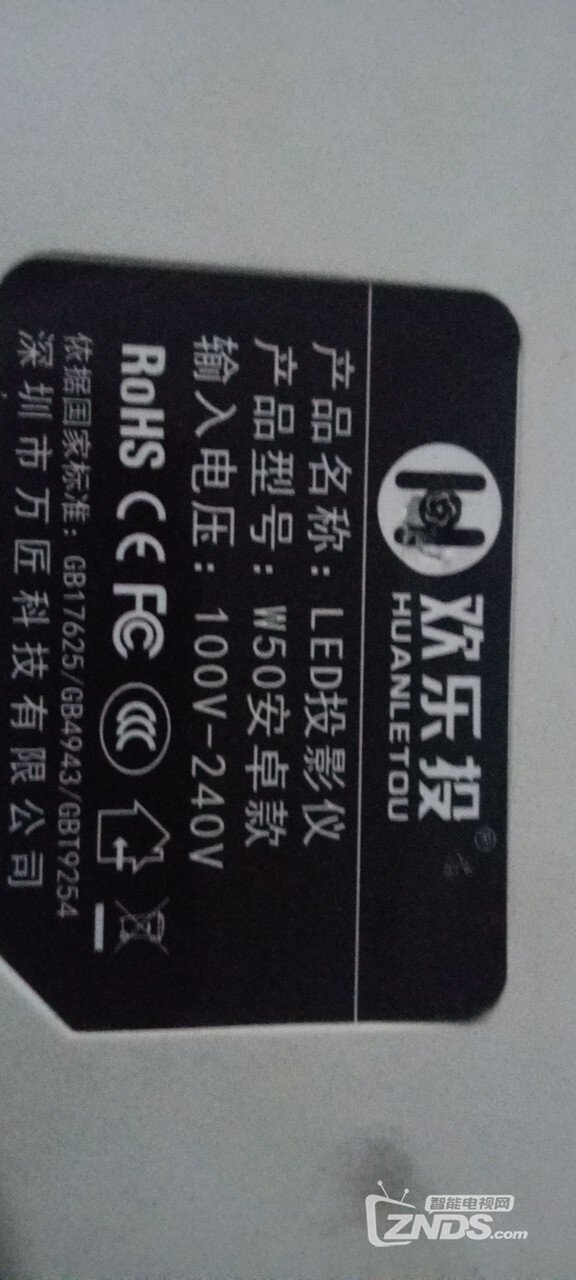 欢乐投
HUANLETOU
产品名称：LED投影仪
产品型号：W50安卓款
输入电压：100V-240V
RoHS CE FC CCC
依据国家标准：GB17625/GB4943/GBT9254
深圳市万匠科技有限公司
智能电视网
ZNDS.com